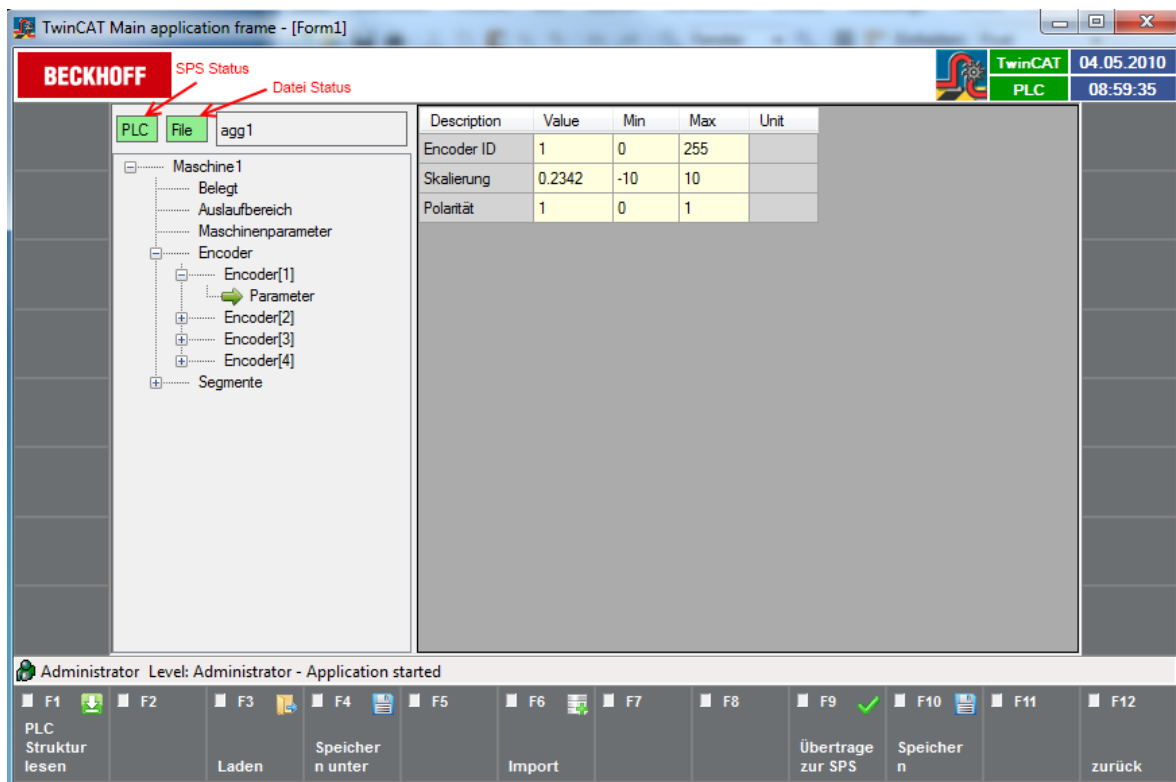 TwinCAT Main application frame - [Form1]
BECKHOFF
SPS Status
Datei Status
TwinCAT
PLC
04.05.2010
08:59:35
PLC File agg1
Maschine1
Belegt
Auslaufbereich
Maschinenparameter
Encoder
Encoder[1]
Parameter
Encoder[2]
Encoder[3]
Encoder[4]
Segmente
Description Value Min Max Unit
Encoder ID 1 0 255
Skalierung 0.2342 -10 10
Polarität 1 0 1
Administrator Level: Administrator - Application started
F1 F2 F3 F4 F5 F6 F7 F8 F9 F10 F11 F12
PLC
Struktur Speicher Übertrage Speicher
lesen Laden n unter Import zur SPS n zurück